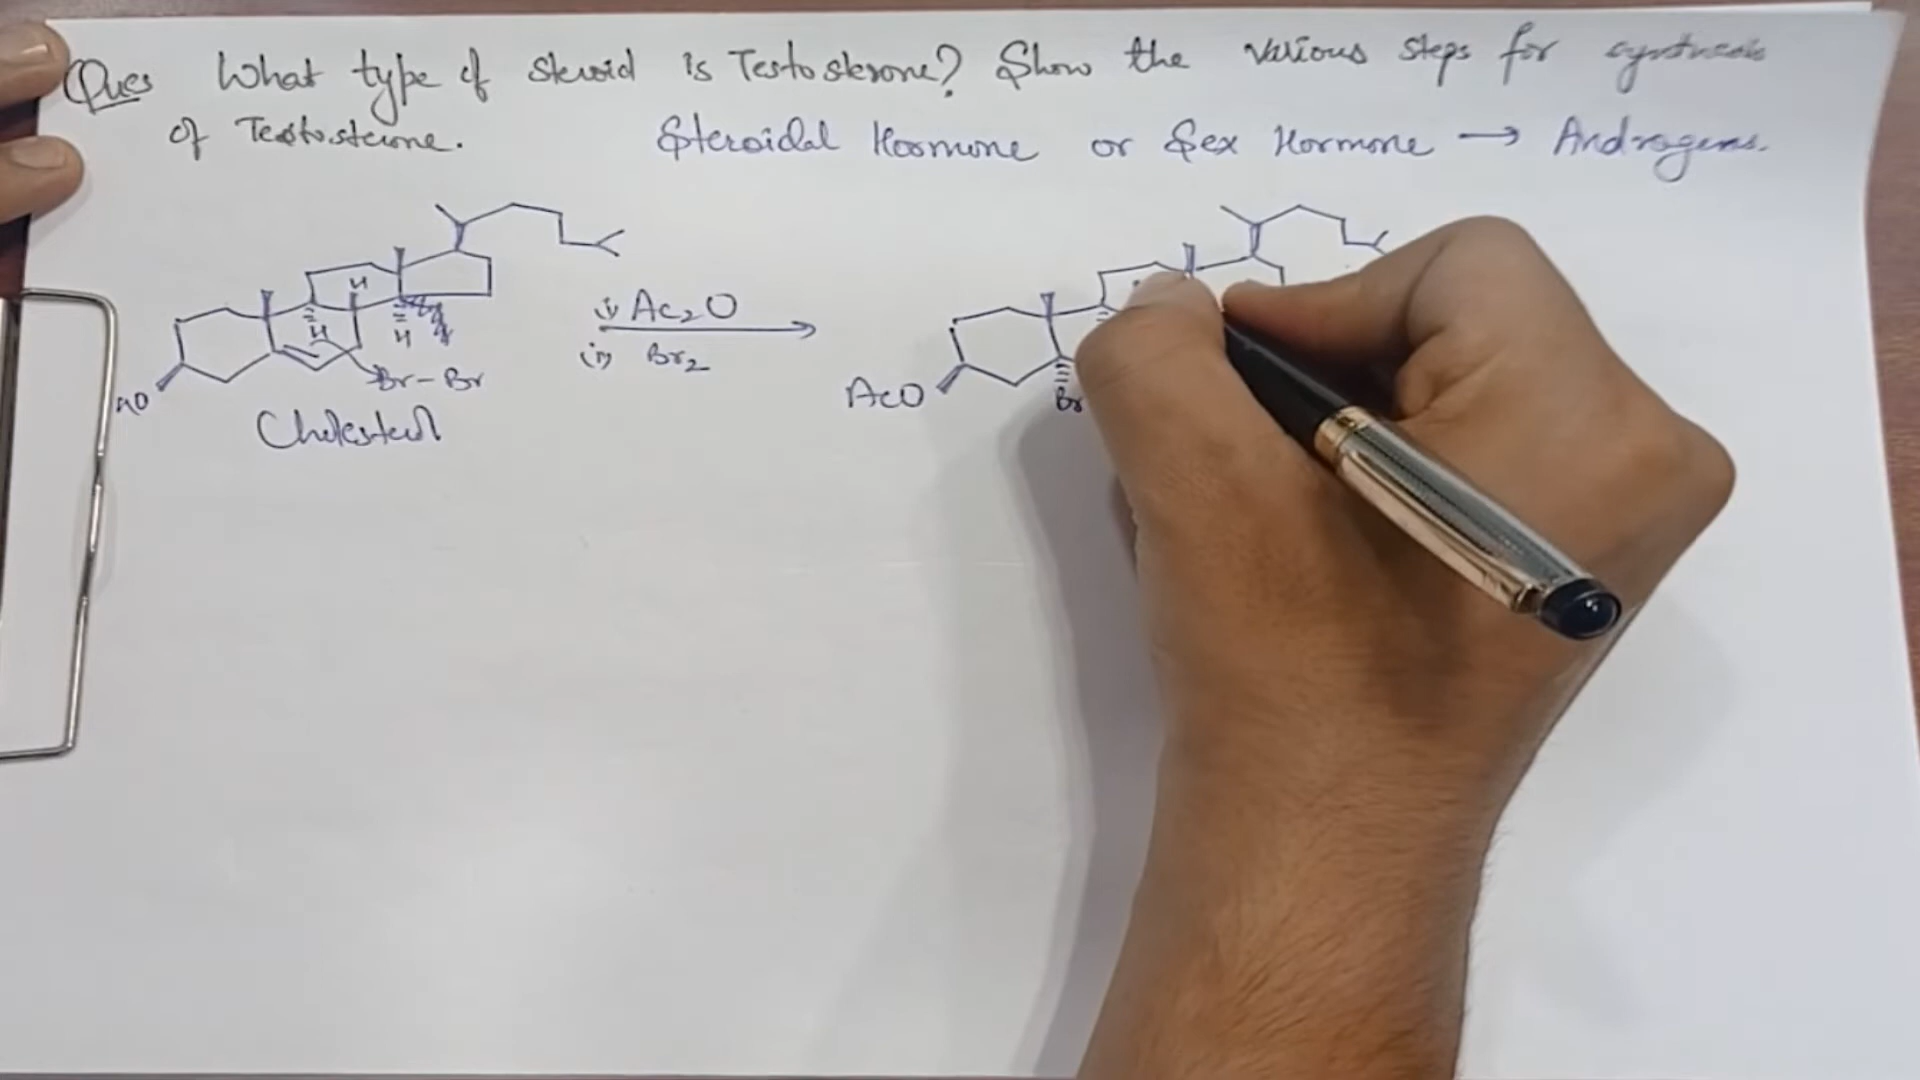 Ques What type of steroid is Testosterone? Show the various steps for synthesis
of Testosterone. Steroidal Hormone or Sex Hormone → Androgens.
H
(i) Ac2O
H
H
(ii) Br2
Br-Br
HO
AcO
Br
Cholesterol